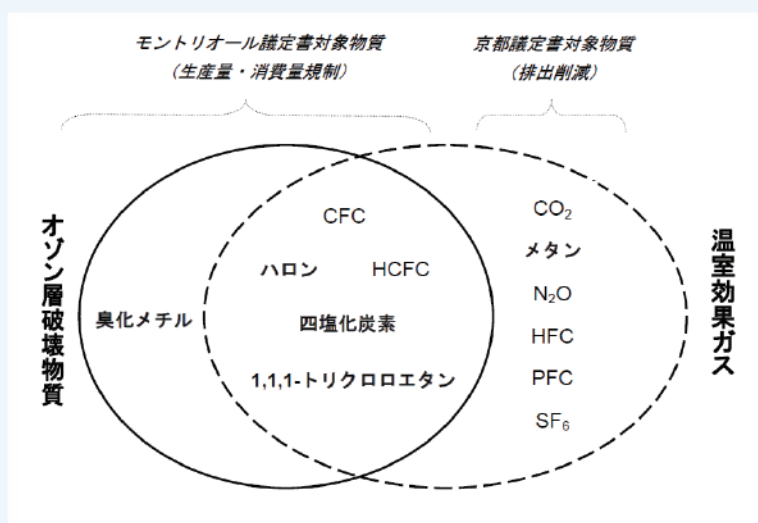 モントリオール議定書対象物質
（生産量・消費量規制）
京都議定書対象物質
（排出削減）
オゾン層破壊物質
臭化メチル
CFC
ハロン
HCFC
四塩化炭素
1,1,1-トリクロロエタン
CO₂
メタン
N₂O
HFC
PFC
SF₆
温室効果ガス